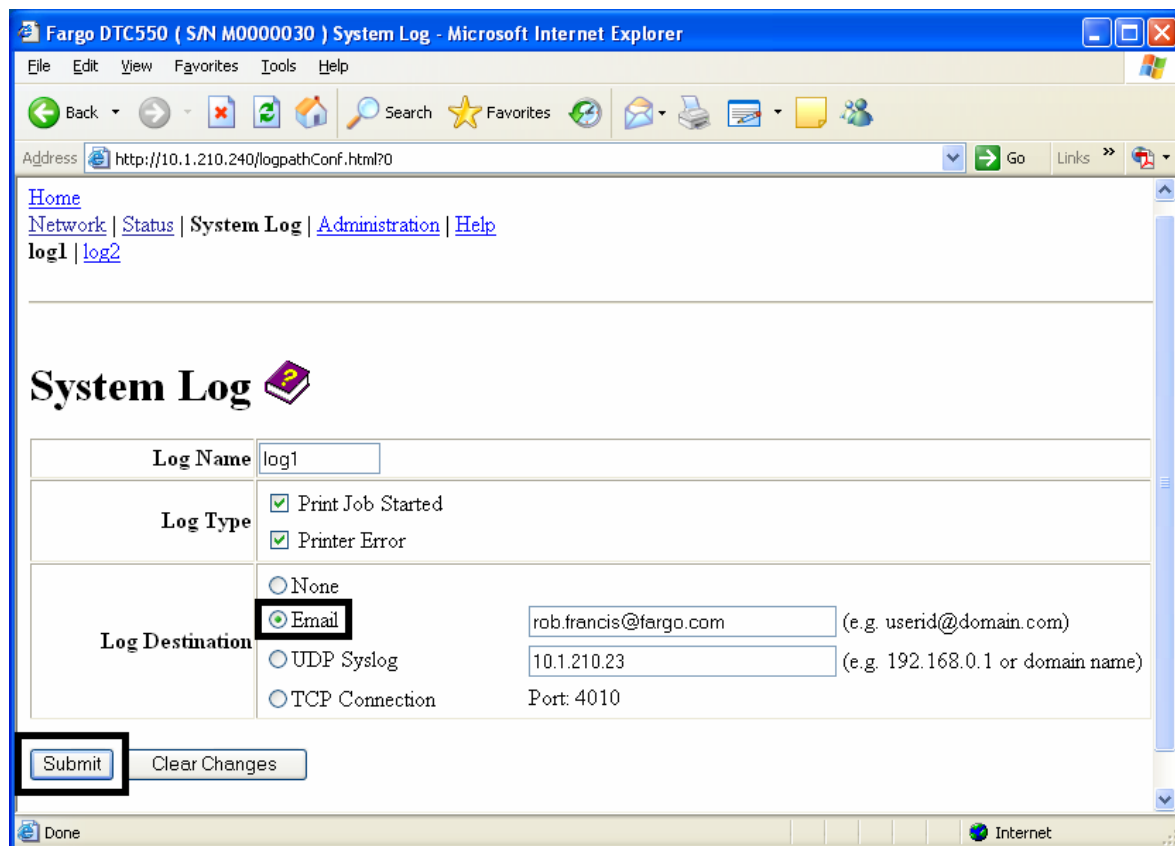 Fargo DTC550 ( S/N M0000030 ) System Log - Microsoft Internet Explorer
File Edit View Favorites Tools Help
Back Search Favorites
Address http://10.1.210.240/logpathConf.html?0 Go Links »
Home
Network | Status | System Log | Administration | Help
log1 | log2
System Log ?
Log Name log1
Log Type Print Job Started
Printer Error
Log Destination None
Email rob.francis@fargo.com (e.g. userid@domain.com)
UDP Syslog 10.1.210.23 (e.g. 192.168.0.1 or domain name)
TCP Connection Port: 4010
Submit Clear Changes
Done Internet